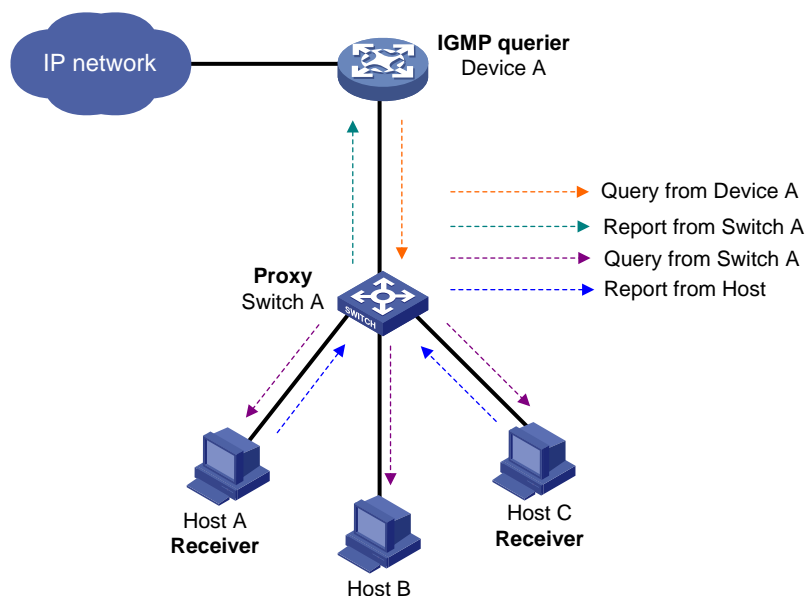 IGMP querier
Device A
IP network
Query from Device A
Report from Switch A
Query from Switch A
Report from Host
Proxy
Switch A
SWITCH
Host A
Receiver
Host C
Receiver
Host B